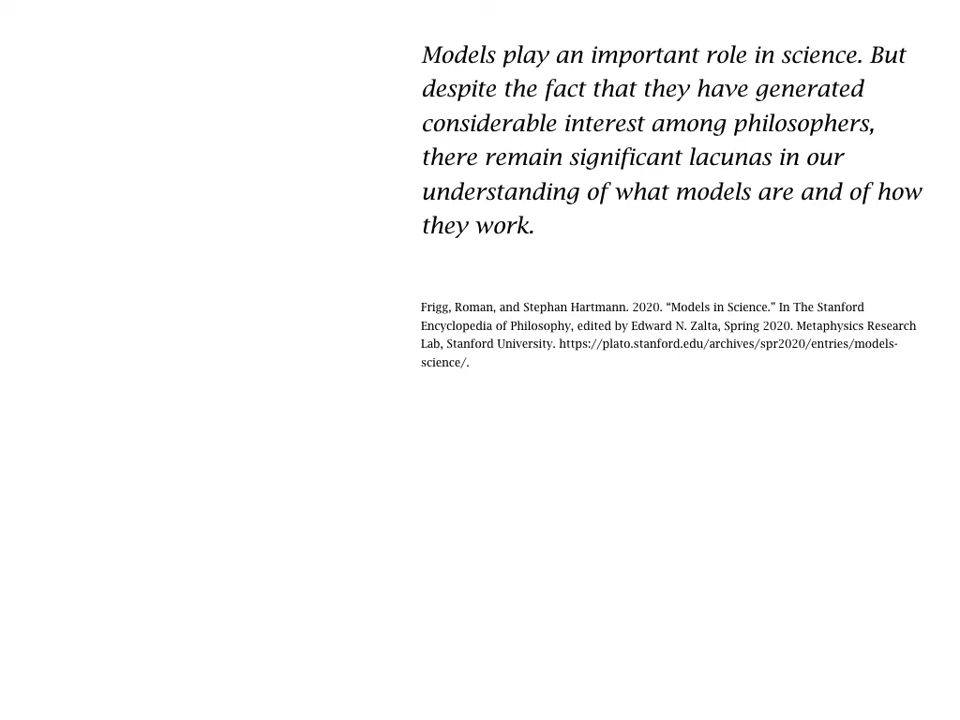 Models play an important role in science. But
despite the fact that they have generated
considerable interest among philosophers,
there remain significant lacunas in our
understanding of what models are and of how
they work.
Frigg, Roman, and Stephan Hartmann. 2020. “Models in Science.” In The Stanford
Encyclopedia of Philosophy, edited by Edward N. Zalta, Spring 2020. Metaphysics Research
Lab, Stanford University. https://plato.stanford.edu/archives/spr2020/entries/models-
science/.